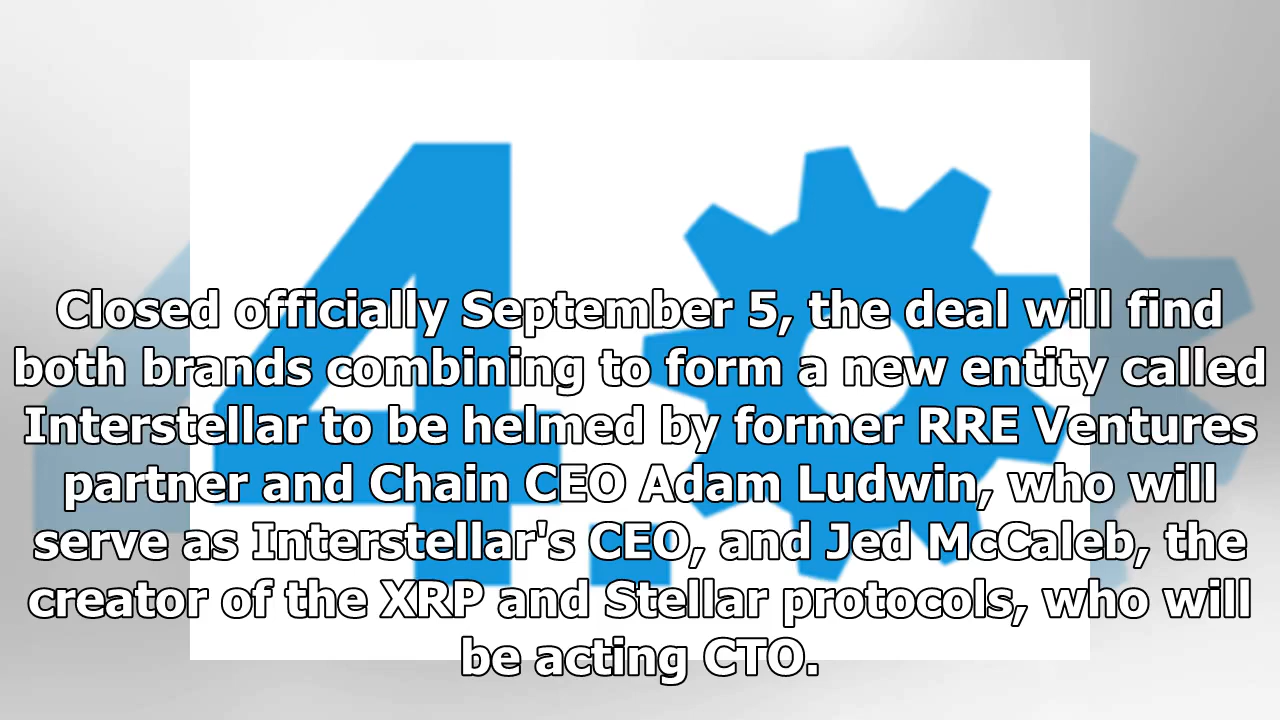 4.
Closed officially September 5, the deal will find
both brands combining to form a new entity called
Interstellar to be helmed by former RRE Ventures
partner and Chain CEO Adam Ludwin, who will
serve as Interstellar's CEO, and Jed McCaleb, the
creator of the XRP and Stellar protocols, who will
be acting CTO.